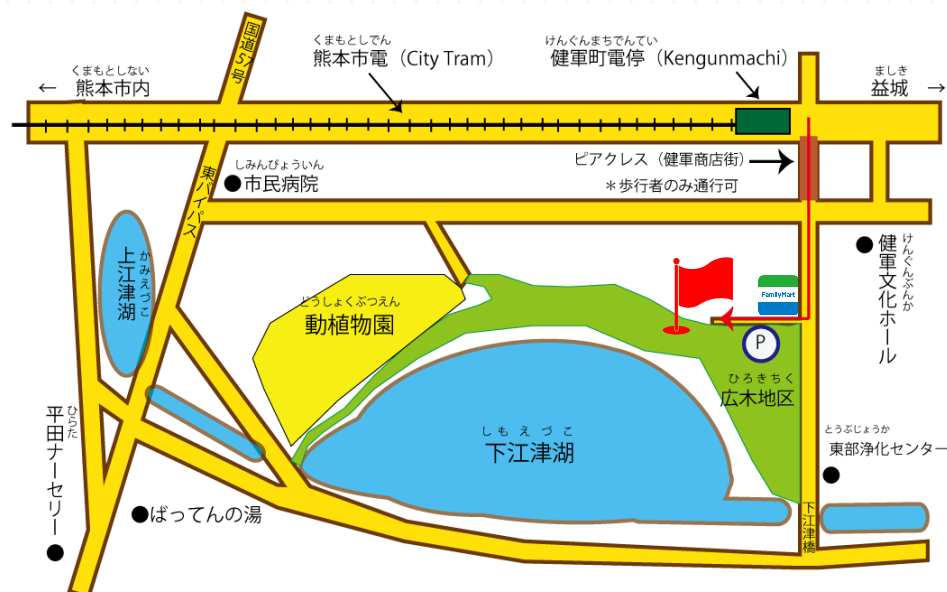 国道57号
くまもとしでん
熊本市電（City Tram）
けんぐんまちでんてい
健軍町電停（Kengunmachi）
くまもとしない
← 熊本市内
ましき
益城 →
しみんびょういん
●市民病院
東バイパス
ピアクレス（健軍商店街）
＊歩行者のみ通行可
かみえづこ
上江津湖
どうしょくぶつえん
動植物園
FamilyMart
P
けんぐんぶんか
健軍文化ホール
ひろきちく
広木地区
しもえづこ
下江津湖
とうぶじょうか
東部浄化センター
ひらた
平田ナーセリー
●ばってんの湯
下江津橋